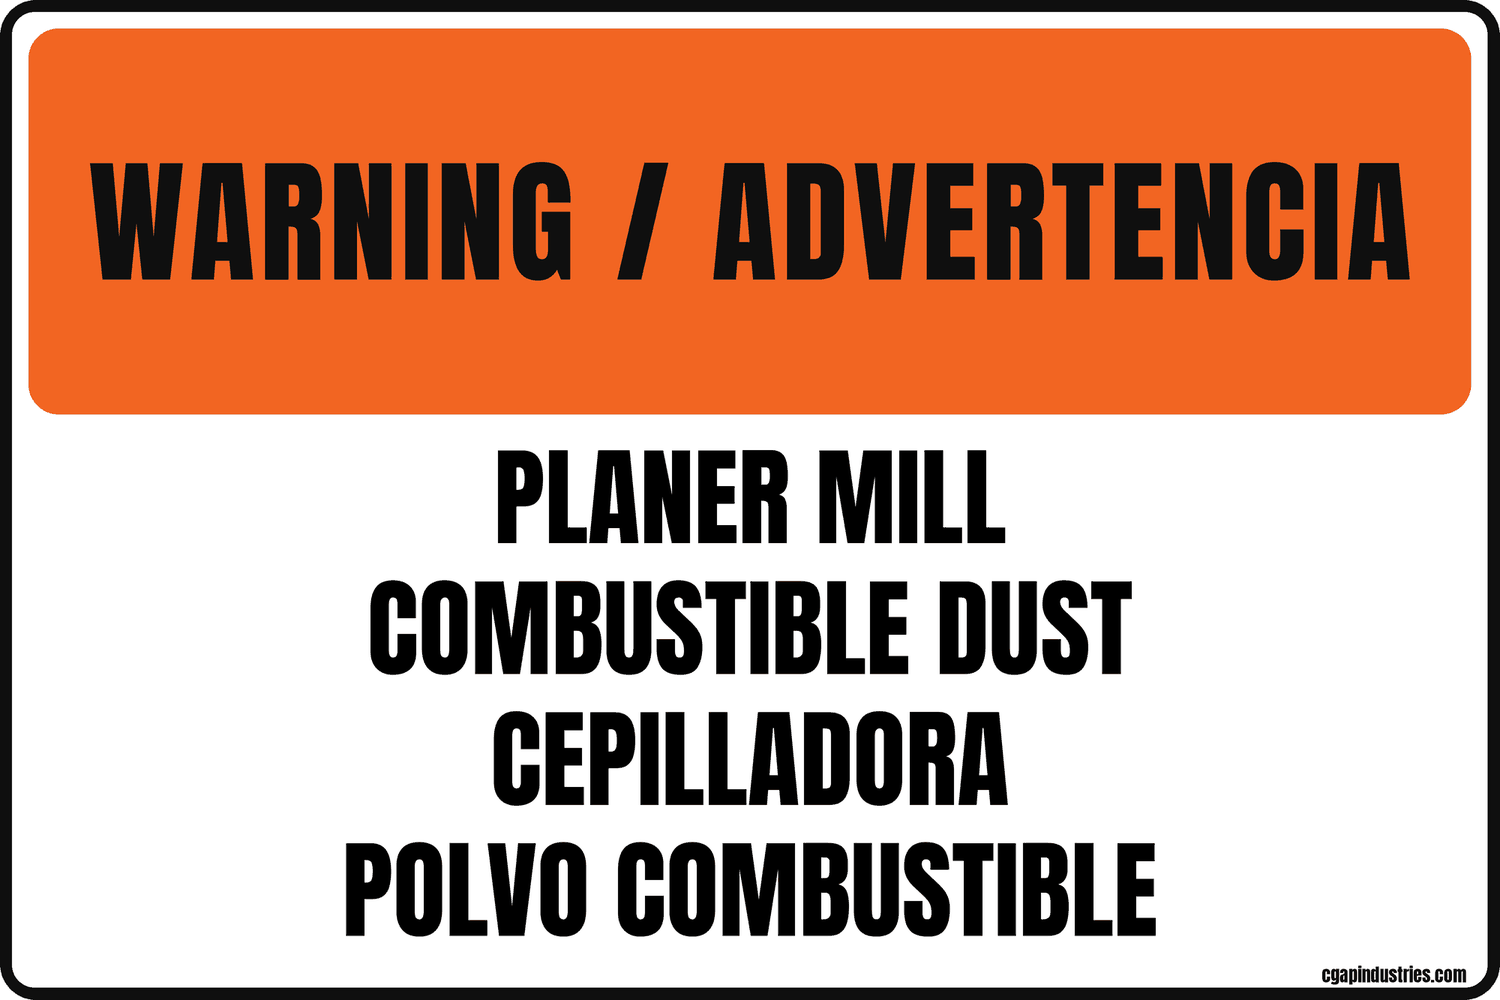 WARNING / ADVERTENCIA
PLANER MILL
COMBUSTIBLE DUST
CEPILLADORA
POLVO COMBUSTIBLE
cgapindustries.com